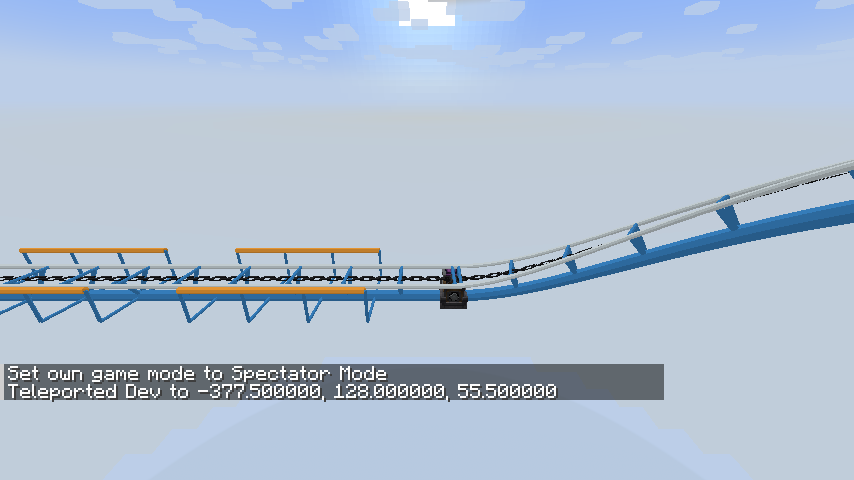 Set own game mode to Spectator Mode
Teleported Dev to -377.500000, 128.000000, 55.500000